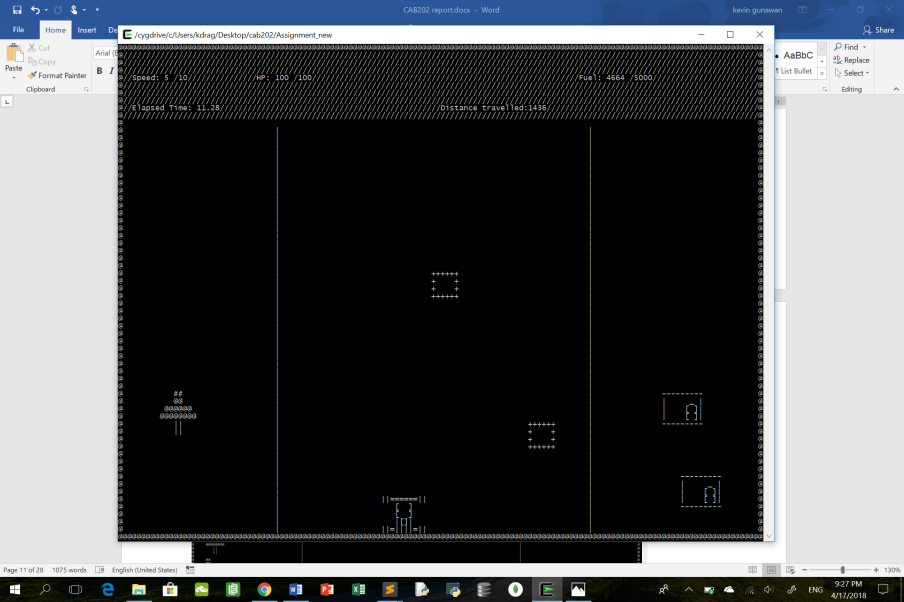 CAB202 report.docx - Word
kevin gunawan
File Home Insert De
Share
/cygdrive/c/Users/kdrag/Desktop/cab202/Assignment_new
Paste
Cut
Copy
Format Painter
Clipboard
Arial (
B I
AaBbC
¶ List Bullet
Find
Replace
Select
Editing
Speed: 5 /10 HP: 100 /100 Fuel: 4664 /5000
Elapsed Time: 11.28 Distance travelled:1436
Page 11 of 28 1075 words English (United States) 130%
ENG
9:27 PM
4/17/2018